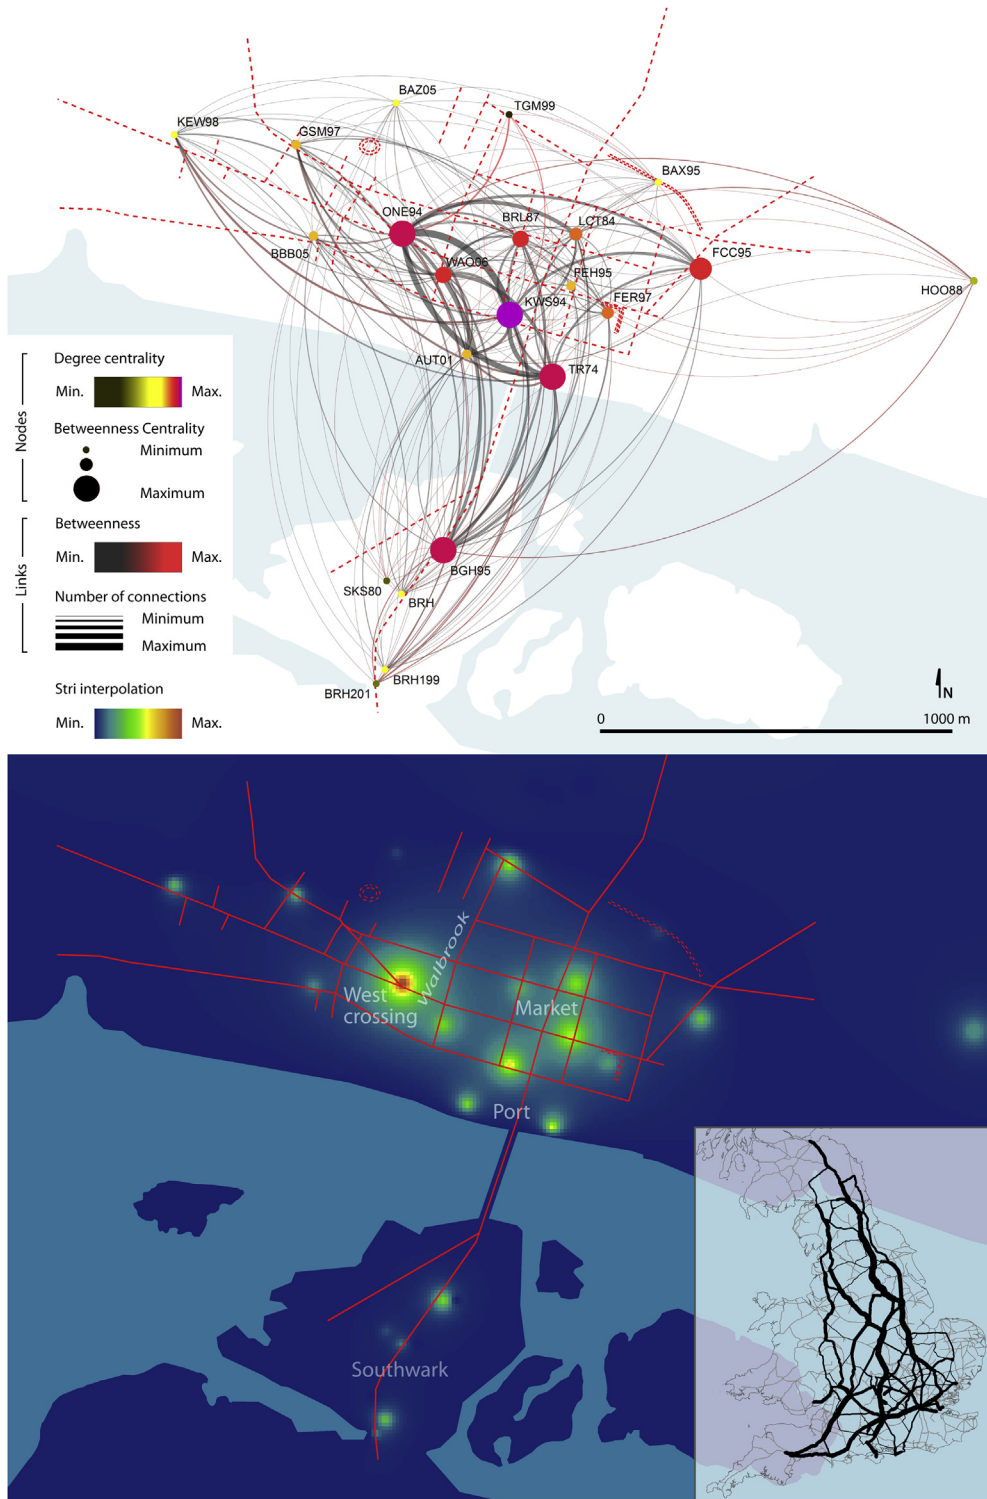 BAZ05
TGM99
KEW98
GSM97
BAX95
ONE94
BRL87
LCT84
BBB05
WAO06
FEH95
FCC95
HOO88
KWS94
FER97
AUT01
TR74
BGH95
SKS80
BRH
BRH199
BRH201
Nodes
Degree centrality
Min.
Max.
Betweenness Centrality
Minimum
Maximum
Links
Betweenness
Min.
Max.
Number of connections
Minimum
Maximum
Stri interpolation
Min.
Max.
N
0
1000 m
Walbrook
West
crossing
Market
Port
Southwark